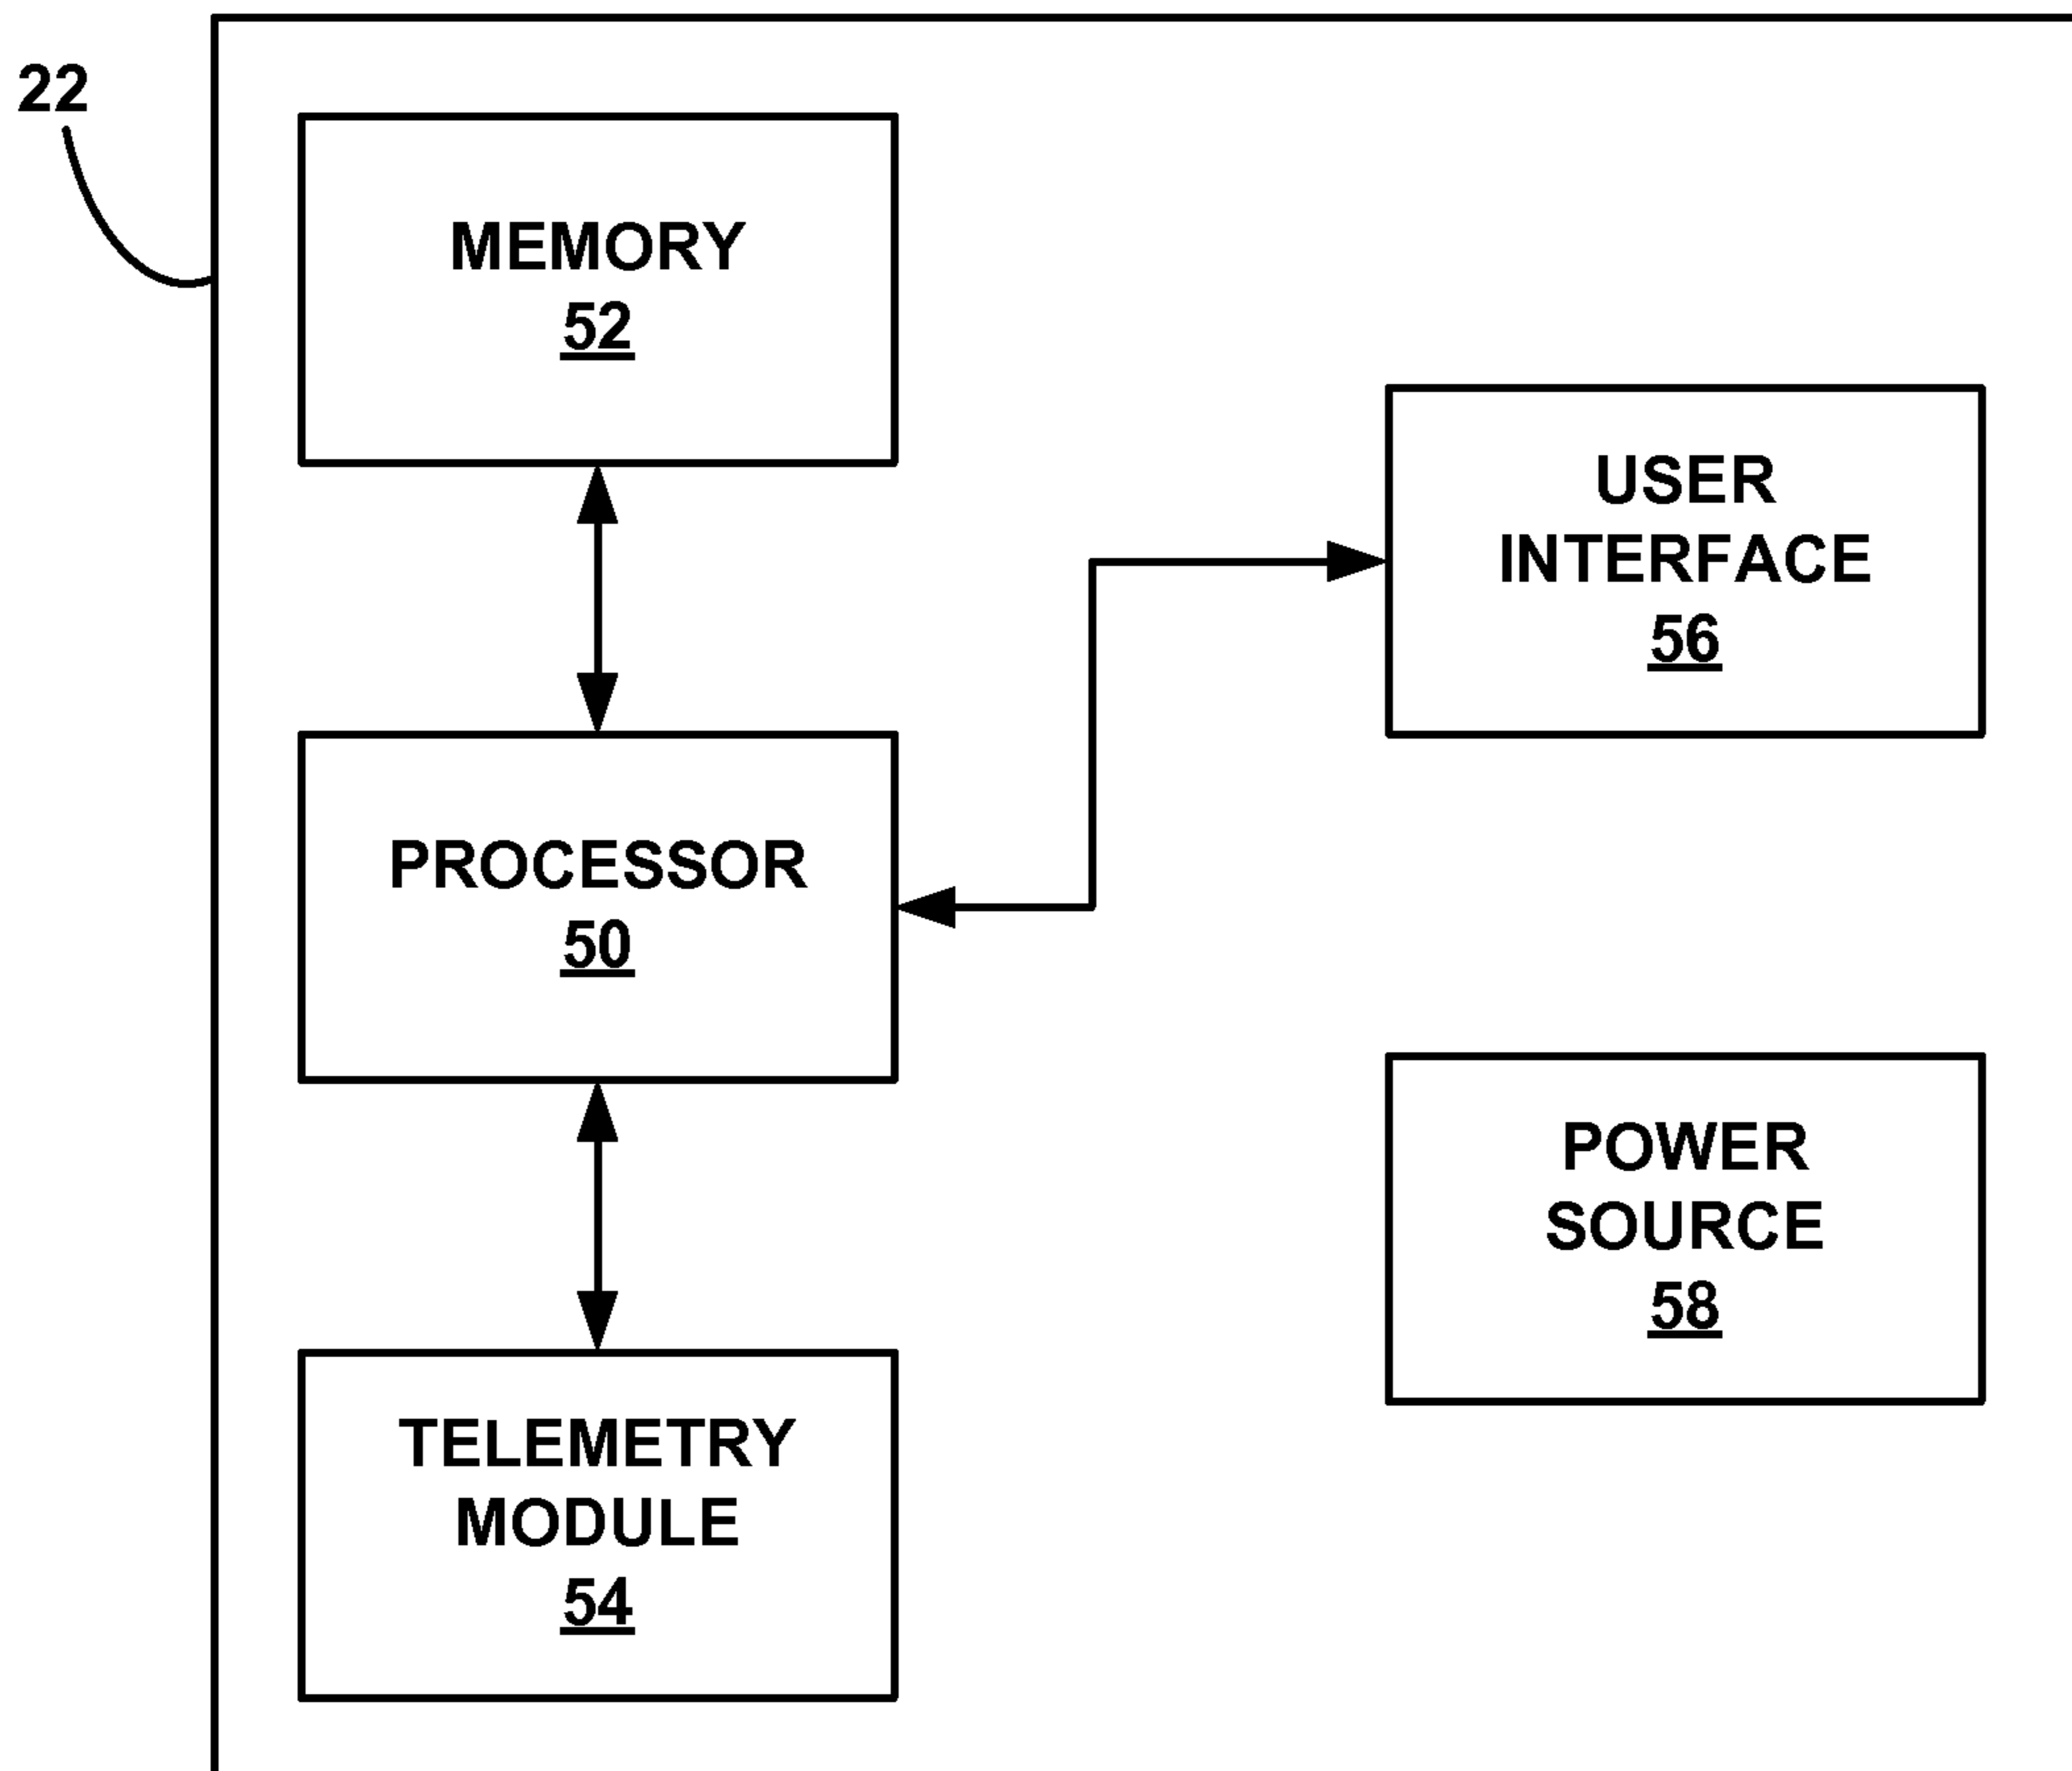 22
MEMORY
52
USER
INTERFACE
56
PROCESSOR
50
POWER
SOURCE
58
TELEMETRY
MODULE
54